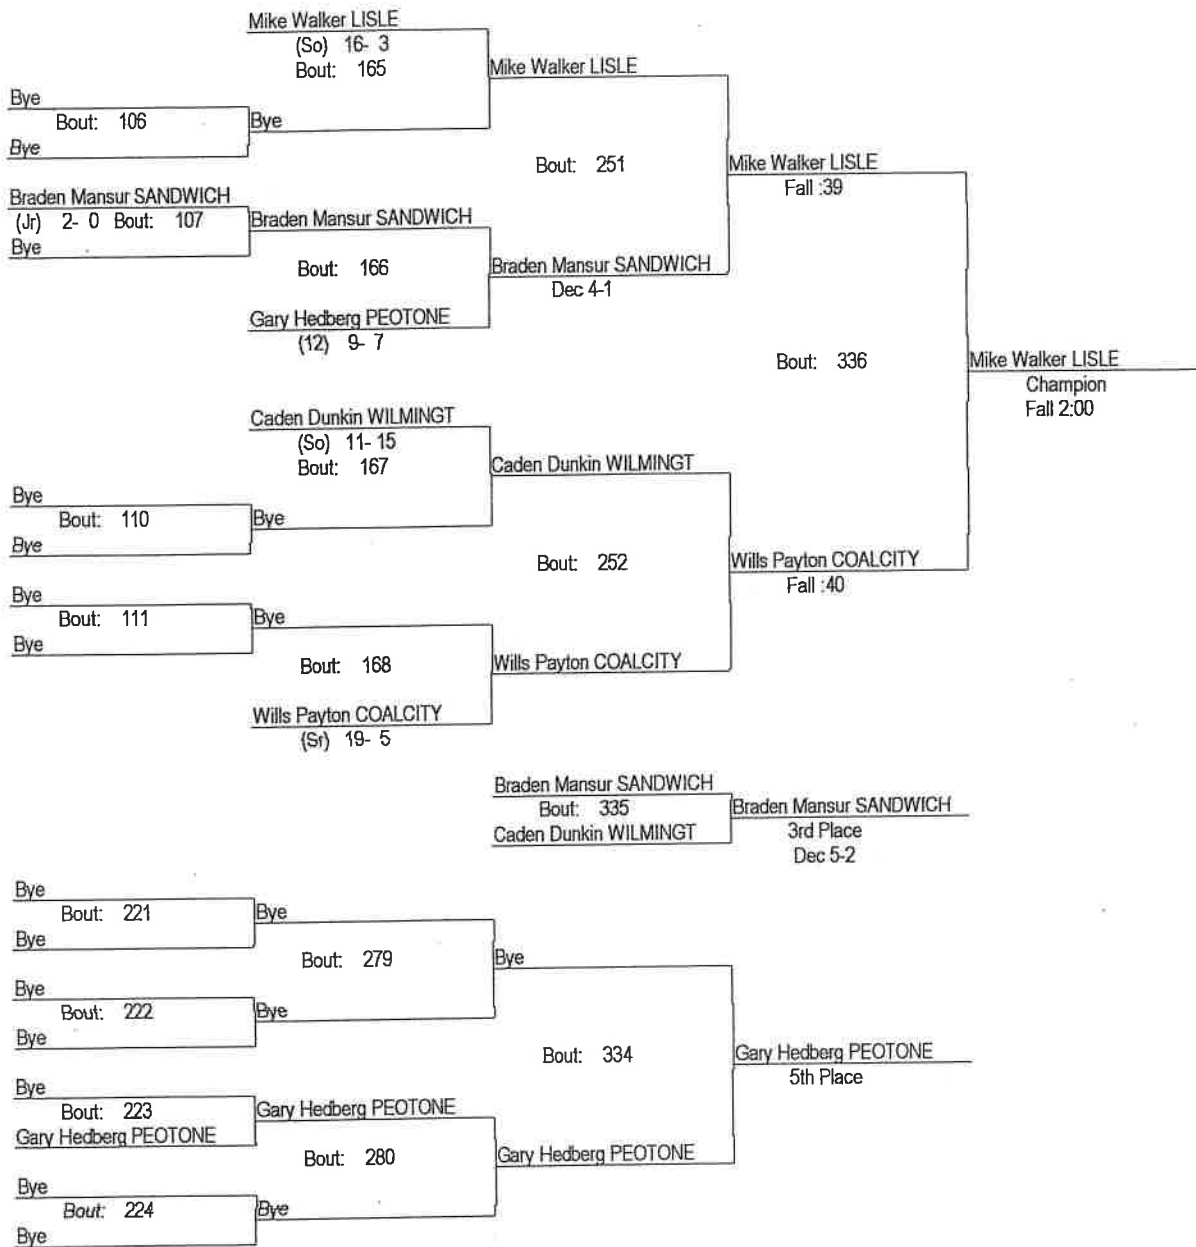 Mike Walker LISLE
(So) 16- 3
Bout: 165
Mike Walker LISLE
Bye
Bout: 106
Bye
Bye
Bout: 251
Mike Walker LISLE
Fall :39
Braden Mansur SANDWICH
(Jr) 2- 0 Bout: 107
Bye
Braden Mansur SANDWICH
Bout: 166
Braden Mansur SANDWICH
Dec 4-1
Gary Hedberg PEOTONE
(12) 9- 7
Bout: 336
Mike Walker LISLE
Champion
Fall 2:00
Caden Dunkin WILMINGT
(So) 11- 15
Bout: 167
Caden Dunkin WILMINGT
Bye
Bout: 110
Bye
Bye
Bout: 252
Wills Payton COALCITY
Fall :40
Bye
Bout: 111
Bye
Bye
Bout: 168
Wills Payton COALCITY
Wills Payton COALCITY
(Sr) 19- 5
Braden Mansur SANDWICH
Bout: 335
Caden Dunkin WILMINGT
Braden Mansur SANDWICH
3rd Place
Dec 5-2
Bye
Bout: 221
Bye
Bye
Bout: 279
Bye
Bye
Bout: 222
Bye
Bye
Bout: 334
Gary Hedberg PEOTONE
5th Place
Bye
Bout: 223
Gary Hedberg PEOTONE
Gary Hedberg PEOTONE
Bout: 280
Gary Hedberg PEOTONE
Bye
Bout: 224
Bye
Bye